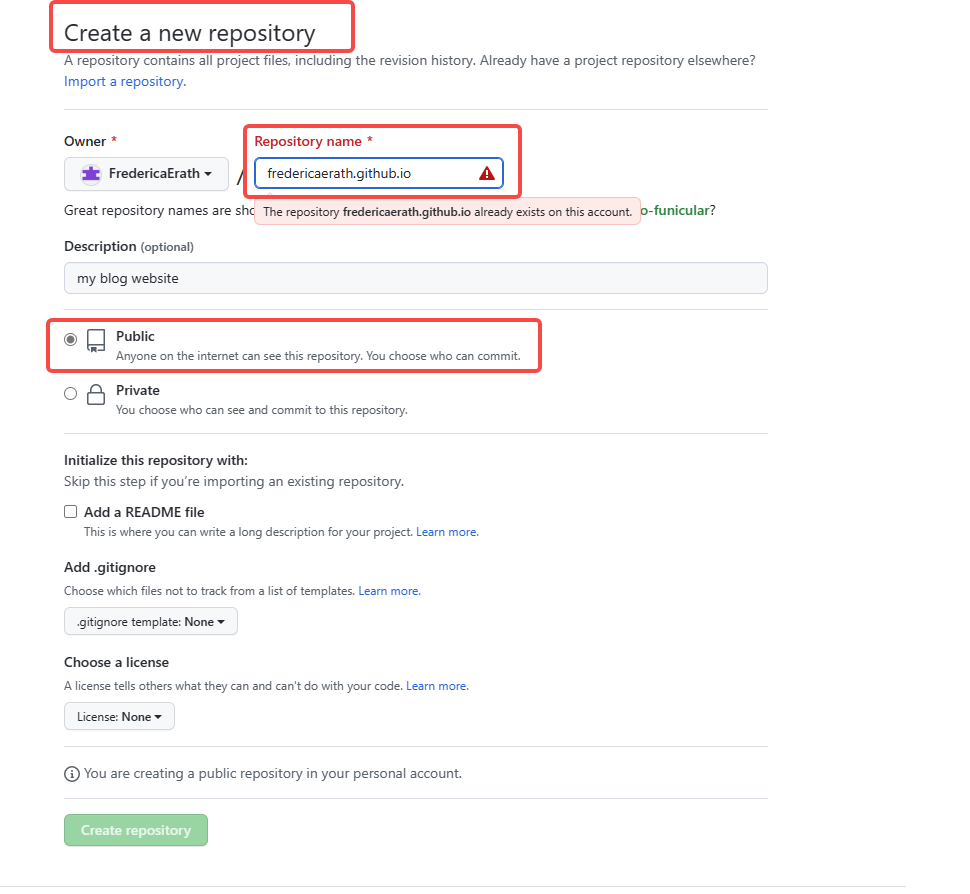 Create a new repository
A repository contains all project files, including the revision history. Already have a project repository elsewhere?
Import a repository.
Owner *
Repository name *
FredericaErath
/
fredericaerath.github.io
The repository fredericaerath.github.io already exists on this account.
Great repository names are sho
o-funicular?
Description (optional)
my blog website
Public
Anyone on the internet can see this repository. You choose who can commit.
Private
You choose who can see and commit to this repository.
Initialize this repository with:
Skip this step if you’re importing an existing repository.
Add a README file
This is where you can write a long description for your project. Learn more.
Add .gitignore
Choose which files not to track from a list of templates. Learn more.
.gitignore template: None
Choose a license
A license tells others what they can and can't do with your code. Learn more.
License: None
You are creating a public repository in your personal account.
Create repository